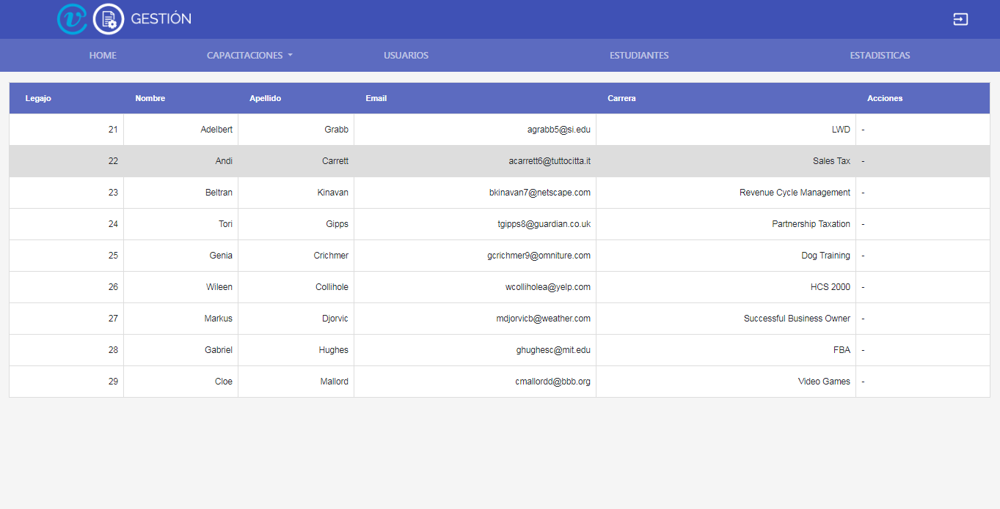 GESTIÓN
HOME CAPACITACIONES USUARIOS ESTUDIANTES ESTADISTICAS
Legajo Nombre Apellido Email Carrera Acciones
21 Adelbert Grabb agrabb5@si.edu LWD -
22 Andi Carrett acarrett6@tuttocitta.it Sales Tax -
23 Beltran Kinavan bkinavan7@netscape.com Revenue Cycle Management -
24 Tori Gipps tgipps8@guardian.co.uk Partnership Taxation -
25 Genia Crichmer gcrichmer9@omniture.com Dog Training -
26 Wileen Collihole wcolliholea@yelp.com HCS 2000 -
27 Markus Djorvic mdjorvicb@weather.com Successful Business Owner -
28 Gabriel Hughes ghughesc@mit.edu FBA -
29 Cloe Mallord cmallordd@bbb.org Video Games -